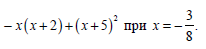 −x(x+2)+(x+5)² при x = −3/8.